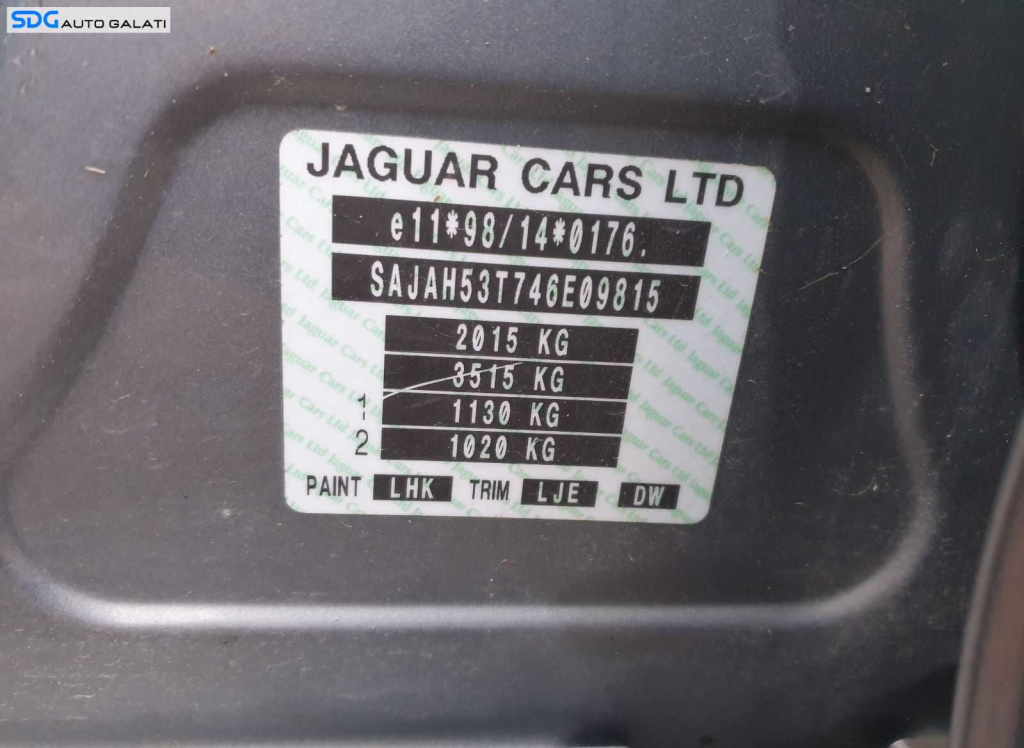 SDG AUTO GALATI
JAGUAR CARS LTD
e11*98/14*0176.
SAJAH53T746E09815
2015 KG
3515 KG
1 1130 KG
2 1020 KG
PAINT LHK TRIM LJE DW